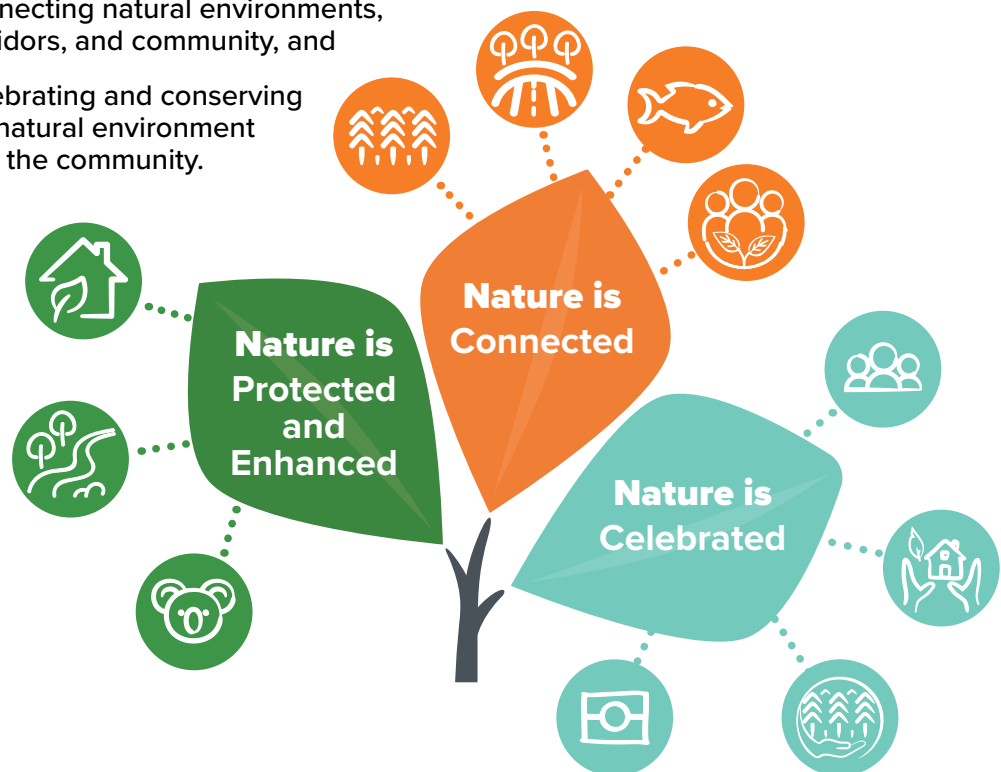 necting natural environments,
idors, and community, and
ebrating and conserving
natural environment
the community.
Nature is
Connected
Nature is
Protected
and
Enhanced
Nature is
Celebrated